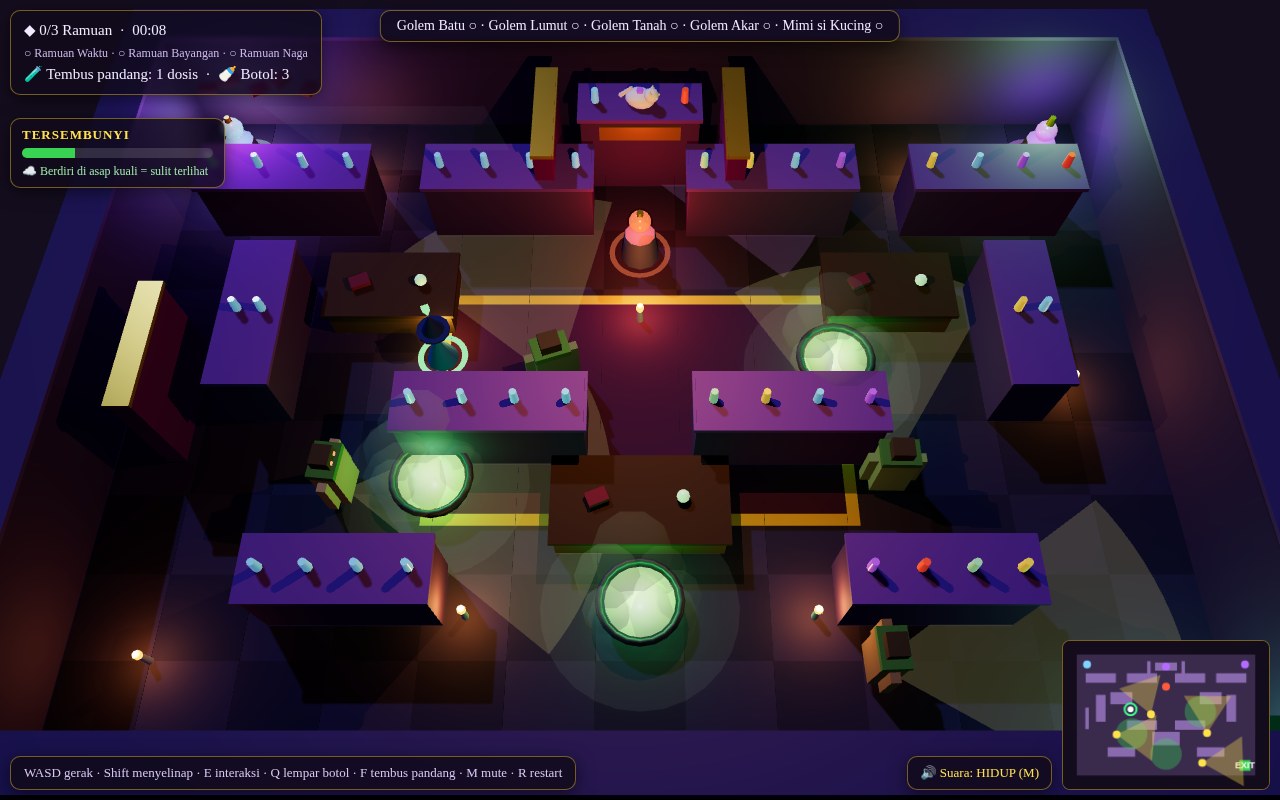 ◆ 0/3 Ramuan · 00:08
○ Ramuan Waktu · ○ Ramuan Bayangan · ○ Ramuan Naga
🧪 Tembus pandang: 1 dosis · 🍼 Botol: 3
Golem Batu ○ · Golem Lumut ○ · Golem Tanah ○ · Golem Akar ○ · Mimi si Kucing ○
TERSEMBUNYI
☁️ Berdiri di asap kuali = sulit terlihat
EXIT
WASD gerak · Shift menyelinap · E interaksi · Q lempar botol · F tembus pandang · M mute · R restart
🔊 Suara: HIDUP (M)